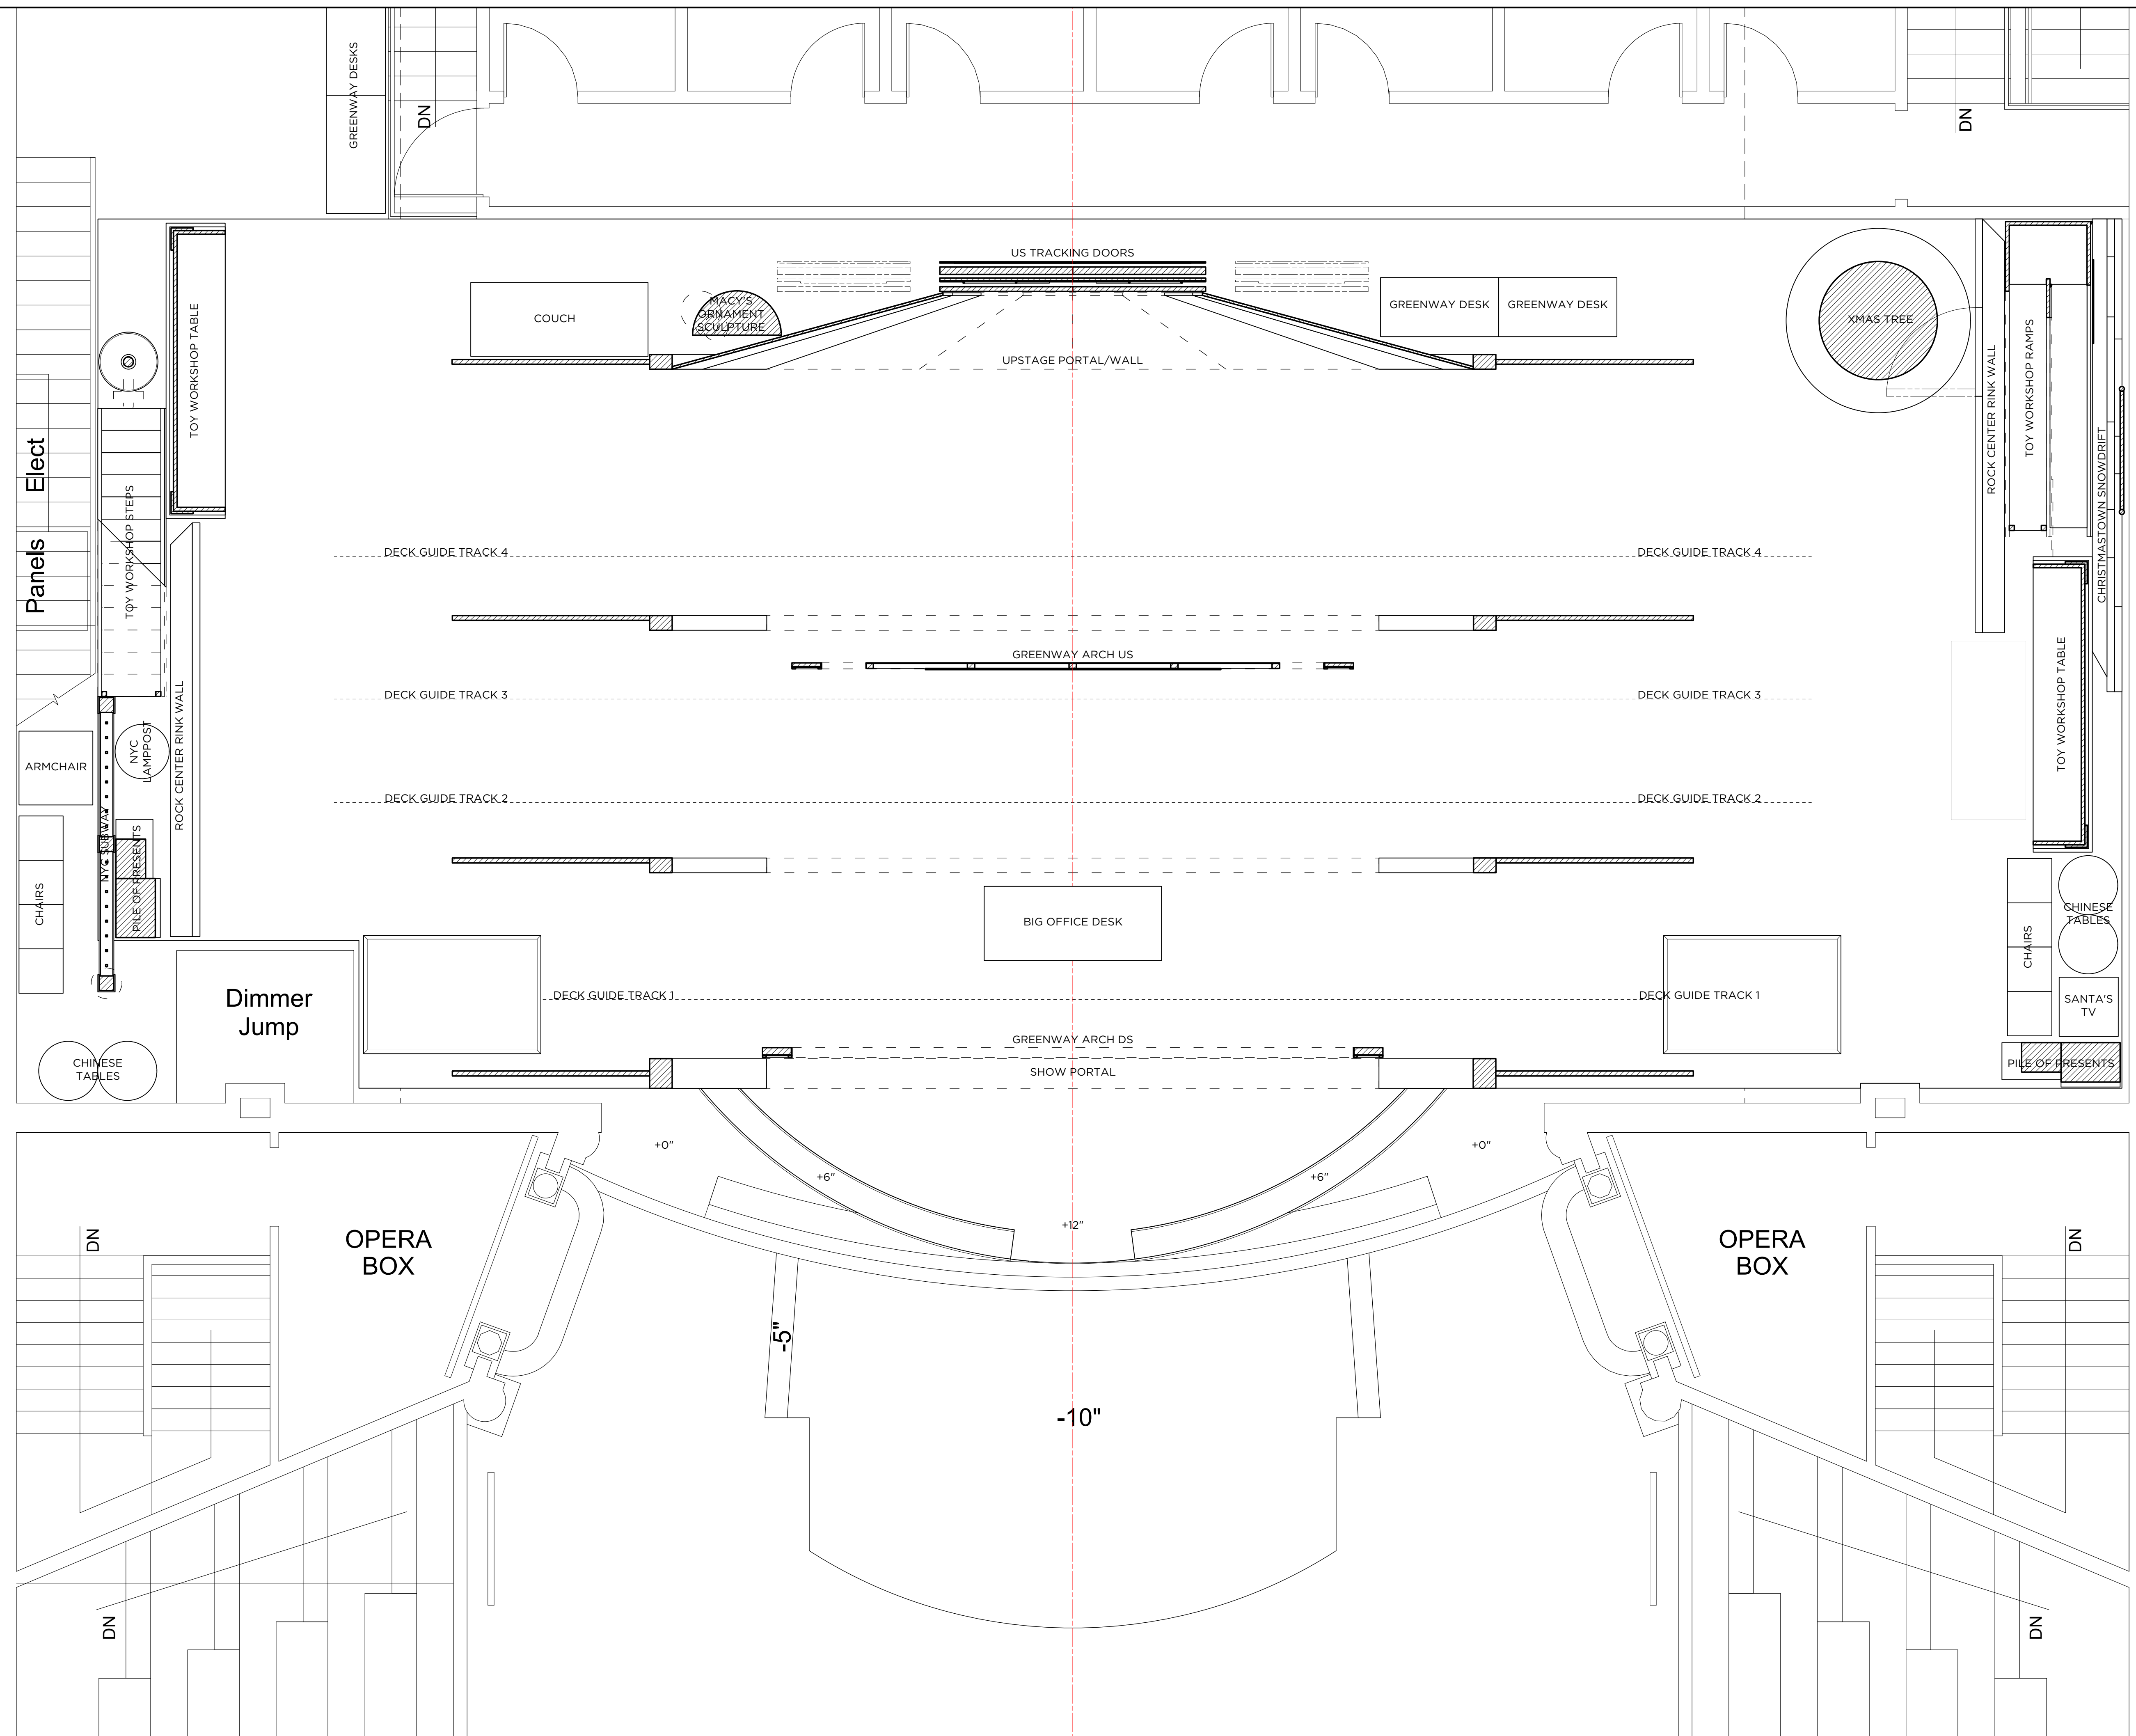 GREENWAY DESKS
DN
DN
US TRACKING DOORS
COUCH
MACY'S
ORNAMENT
SCULPTURE
GREENWAY DESK
GREENWAY DESK
XMAS TREE
UPSTAGE PORTAL/WALL
TOY WORKSHOP TABLE
ROCK CENTER RINK WALL
TOY WORKSHOP RAMPS
CHRISTMASTOWN SNOWDRIFT
Panels Elect
TOY WORKSHOP STEPS
DECK GUIDE TRACK 4
DECK GUIDE TRACK 4
GREENWAY ARCH US
DECK GUIDE TRACK 3
DECK GUIDE TRACK 3
TOY WORKSHOP TABLE
ARMCHAIR
NYC
LAMPPOST
ROCK CENTER RINK WALL
DECK GUIDE TRACK 2
DECK GUIDE TRACK 2
NYC SUBWAY
PILE OF PRESENTS
CHAIRS
BIG OFFICE DESK
CHAIRS
CHINESE
TABLES
Dimmer
Jump
DECK GUIDE TRACK 1
DECK GUIDE TRACK 1
SANTA'S
TV
GREENWAY ARCH DS
SHOW PORTAL
CHINESE
TABLES
PILE OF PRESENTS
+0"
+0"
+6"
+6"
+12"
DN
OPERA
BOX
OPERA
BOX
DN
-5"
-10"
DN
DN